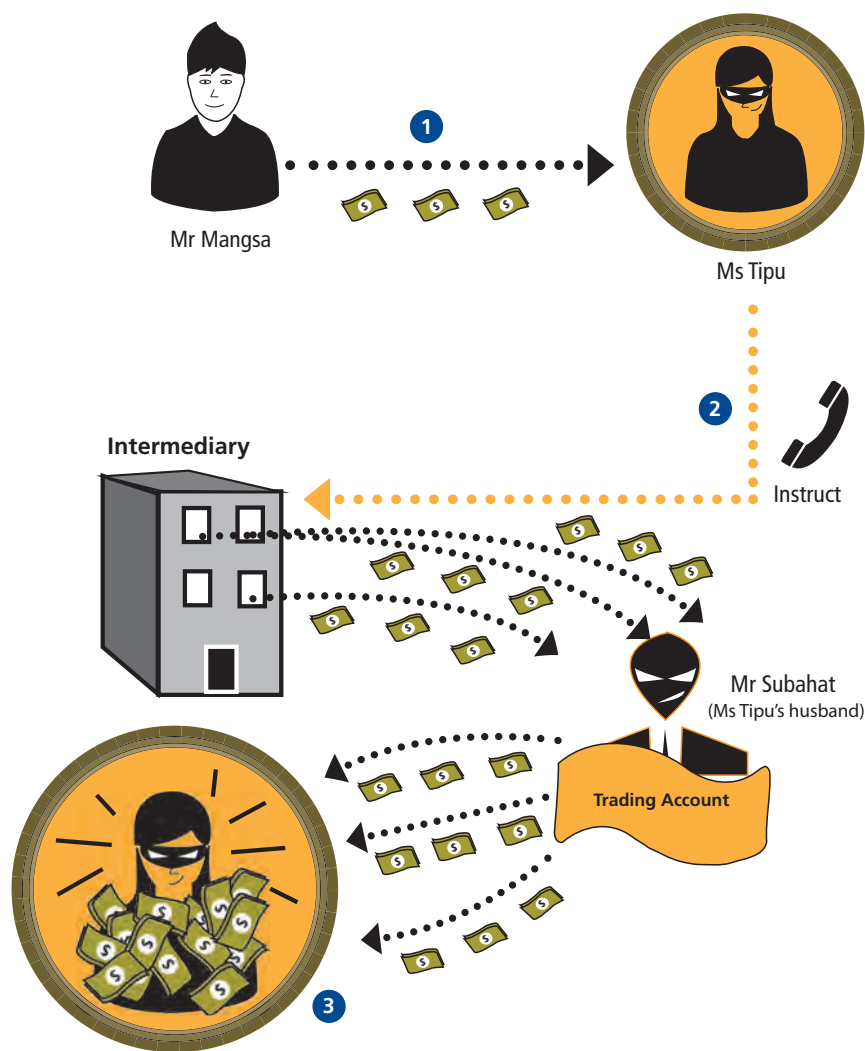 1
Mr Mangsa
Ms Tipu
2
Instruct
Intermediary
Mr Subahat
(Ms Tipu's husband)
Trading Account
3